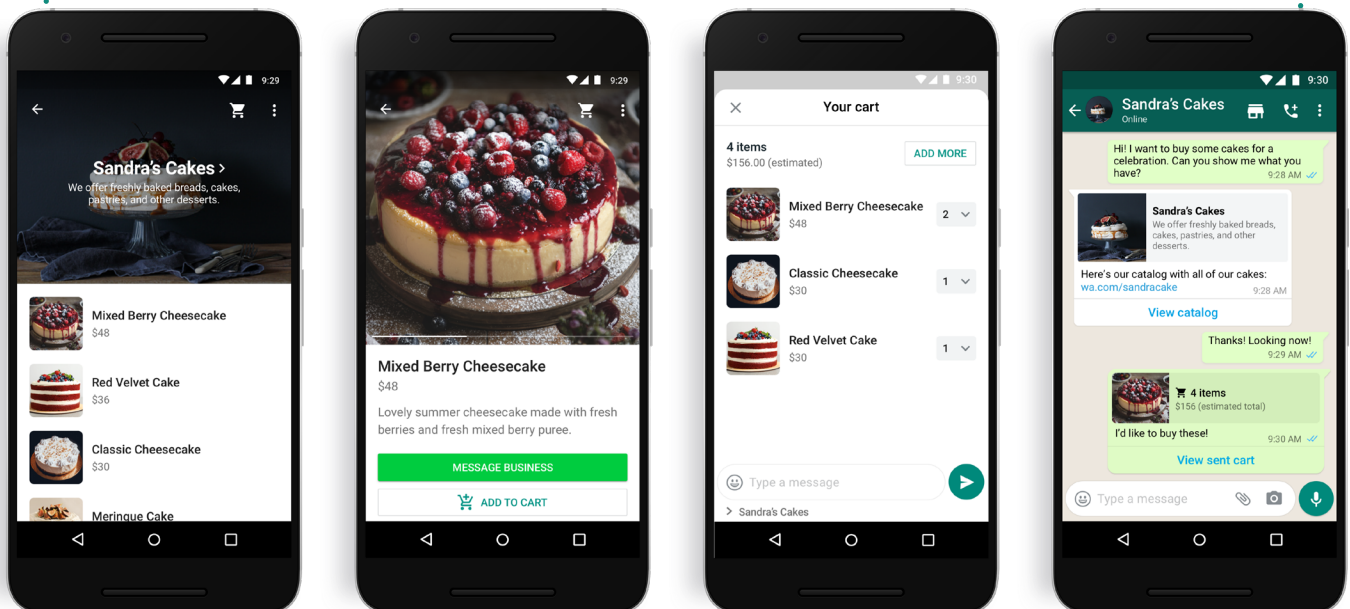 9:29
Sandra's Cakes >
We offer freshly baked breads, cakes,
pastries, and other desserts.
Mixed Berry Cheesecake
$48
Red Velvet Cake
$36
Classic Cheesecake
$30
Meringue Cake
9:29
Mixed Berry Cheesecake
$48
Lovely summer cheesecake made with fresh
berries and fresh mixed berry puree.
MESSAGE BUSINESS
ADD TO CART
9:30
Your cart
4 items
$156.00 (estimated)
ADD MORE
Mixed Berry Cheesecake
$48
2
Classic Cheesecake
$30
1
Red Velvet Cake
$30
1
Type a message
> Sandra's Cakes
9:30
Sandra's Cakes
Online
Hi! I want to buy some cakes for a
celebration. Can you show me what you
have?
9:28 AM
Sandra's Cakes
We offer freshly baked breads,
cakes, pastries, and other
desserts.
Here's our catalog with all of our cakes:
wa.com/sandracake
9:28 AM
View catalog
Thanks! Looking now!
9:29 AM
4 items
$156 (estimated total)
I'd like to buy these!
9:30 AM
View sent cart
Type a message